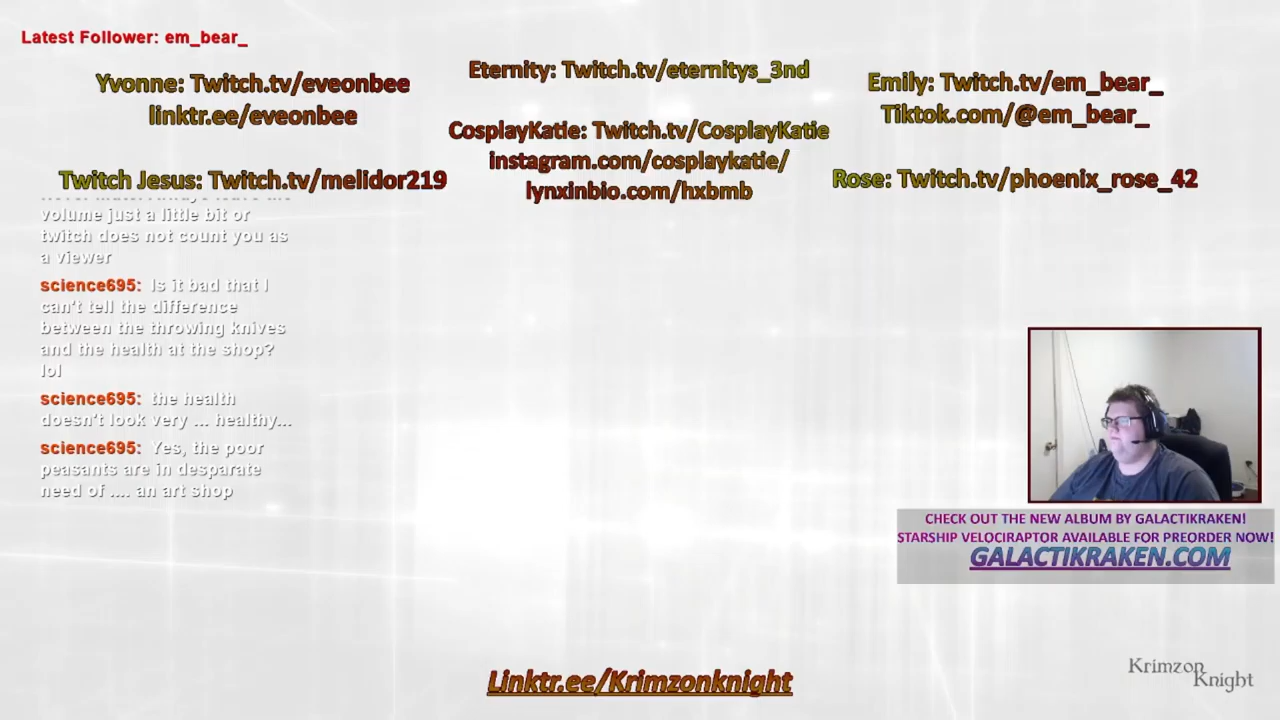 Latest Follower: em_bear_
Yvonne: Twitch.tv/eveonbee
linktr.ee/eveonbee
Eternity: Twitch.tv/eternitys_3nd
Emily: Twitch.tv/em_bear_
Tiktok.com/@em_bear_
CosplayKatie: Twitch.tv/CosplayKatie
instagram.com/cosplaykatie/
lynxinbio.com/hxbmb
Twitch Jesus: Twitch.tv/melidor219
Rose: Twitch.tv/phoenix_rose_42
volume just a little bit or
twitch does not count you as
a viewer
science695: Is it bad that I
can't tell the difference
between the throwing knives
and the health at the shop?
lol
science695: the health
doesn't look very ... healthy...
science695: Yes, the poor
peasants are in desparate
need of .... an art shop
CHECK OUT THE NEW ALBUM BY GALACTIKRAKEN!
STARSHIP VELOCIRAPTOR AVAILABLE FOR PREORDER NOW!
GALACTIKRAKEN.COM
Linktr.ee/Krimzonknight
Krimzon
Knight